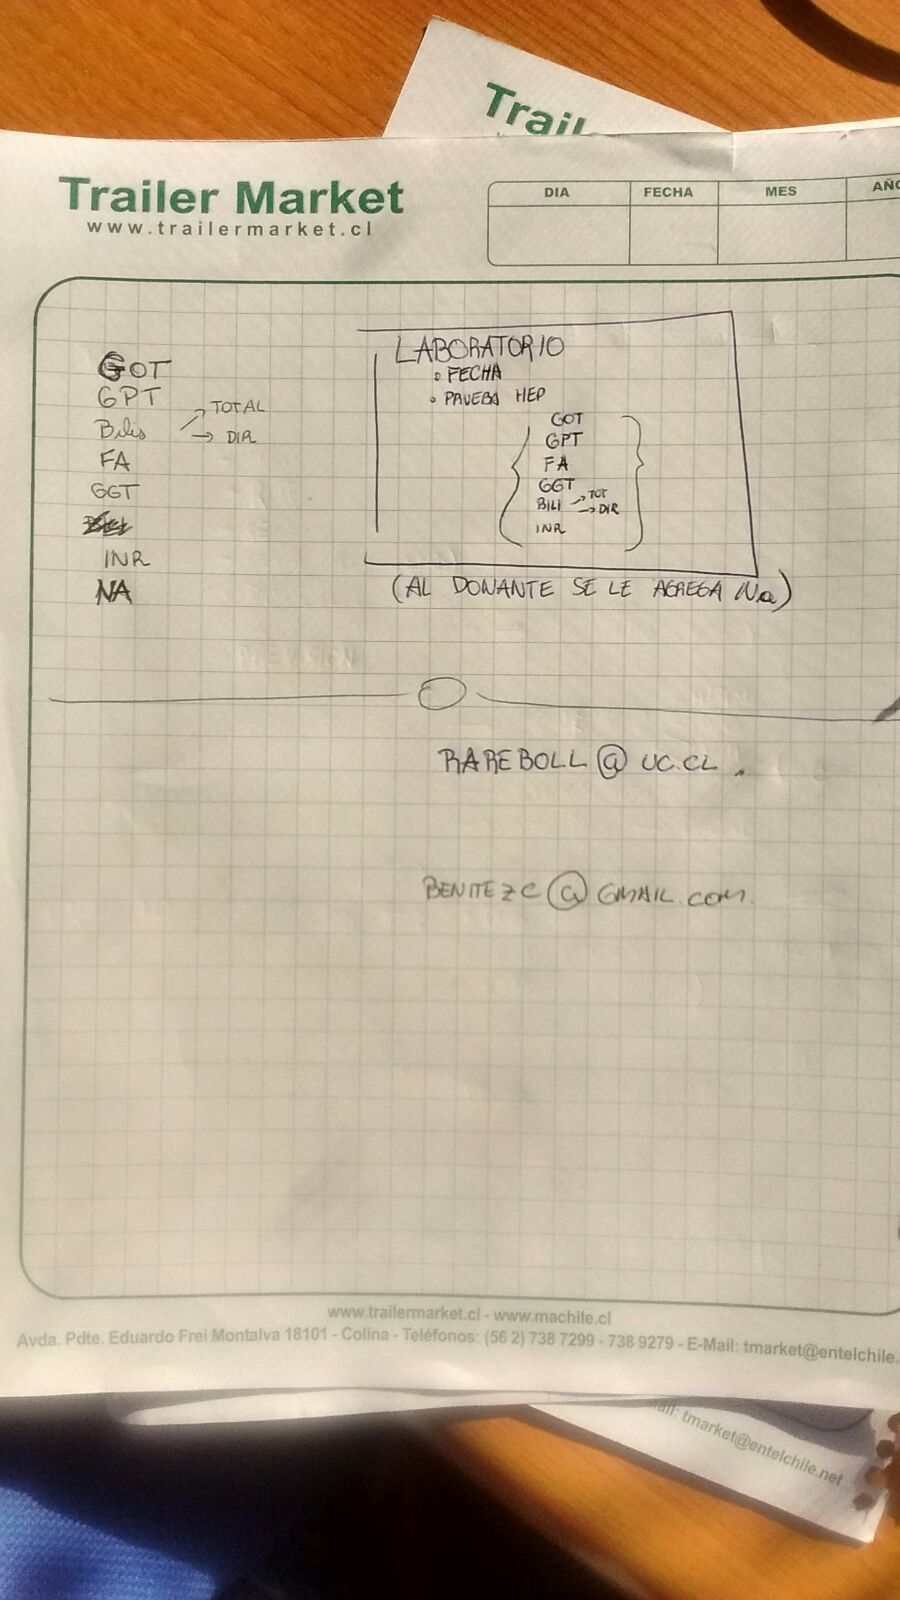 Trail
Trailer Market
www.trailermarket.cl
DIA FECHA MES AÑO
GOT
GPT
Bilis → TOTAL
→ DIR
FA
GGT
INR
NA
LABORATORIO
• FECHA
• PRUEBA HEP
GOT
GPT
FA
GGT
BILI → TOT
→ DIR
INR
(AL DONANTE SE LE AGREGA Na)
RAREBOLL@UC.CL.
BENITEZC@GMAIL.COM.
www.trailermarket.cl - www.machile.cl
Avda. Pdte. Eduardo Frei Montalva 18101 - Colina - Teléfonos: (56 2) 738 7299 - 738 9279 - E-Mail: tmarket@entelchile.
ail: tmarket@entelchile.net